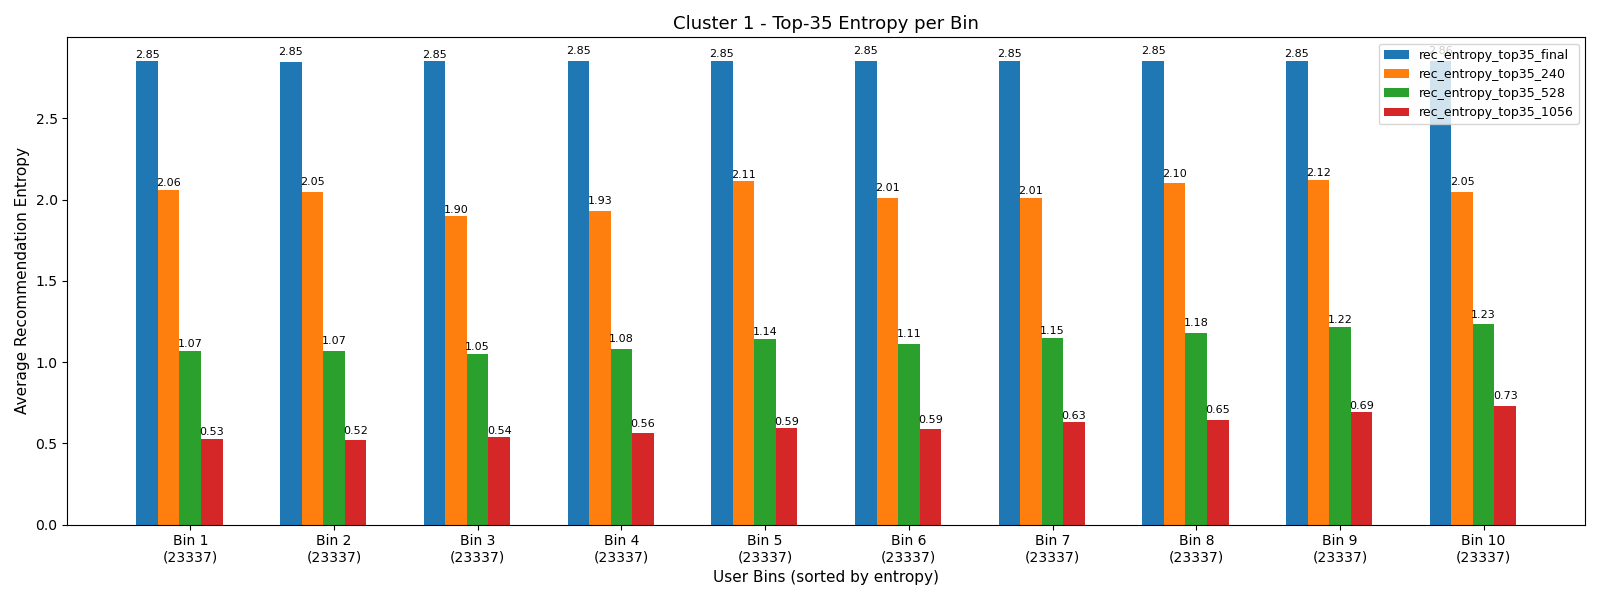 Cluster 1 - Top-35 Entropy per Bin
Average Recommendation Entropy
2.5
2.0
1.5
1.0
0.5
0.0
2.85 2.85 2.85 2.85 2.85 2.85 2.85 2.85 2.85 2.86
rec_entropy_top35_final
rec_entropy_top35_240
rec_entropy_top35_528
rec_entropy_top35_1056
2.06 2.05 1.90 1.93 2.11 2.01 2.01 2.10 2.12 2.05
1.07 1.07 1.05 1.08 1.14 1.11 1.15 1.18 1.22 1.23
0.53 0.52 0.54 0.56 0.59 0.59 0.63 0.65 0.69 0.73
Bin 1 Bin 2 Bin 3 Bin 4 Bin 5 Bin 6 Bin 7 Bin 8 Bin 9 Bin 10
(23337) (23337) (23337) (23337) (23337) (23337) (23337) (23337) (23337) (23337)
User Bins (sorted by entropy)